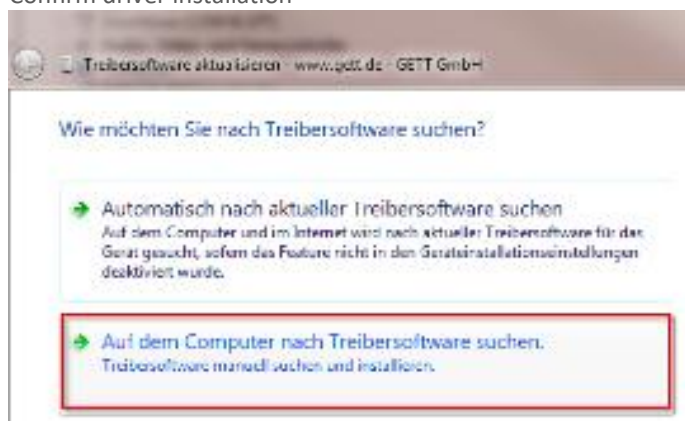 Confirm driver installation
Treibersoftware aktualisieren - www.gett.de - GETT GmbH
Wie möchten Sie nach Treibersoftware suchen?
Automatisch nach aktueller Treibersoftware suchen
Auf dem Computer und im Internet wird nach aktueller Treibersoftware für das
Gerät gesucht, sofern das Feature nicht in den Geräteinstallationseinstellungen
deaktiviert wurde.
Auf dem Computer nach Treibersoftware suchen.
Treibersoftware manuell suchen und installieren.